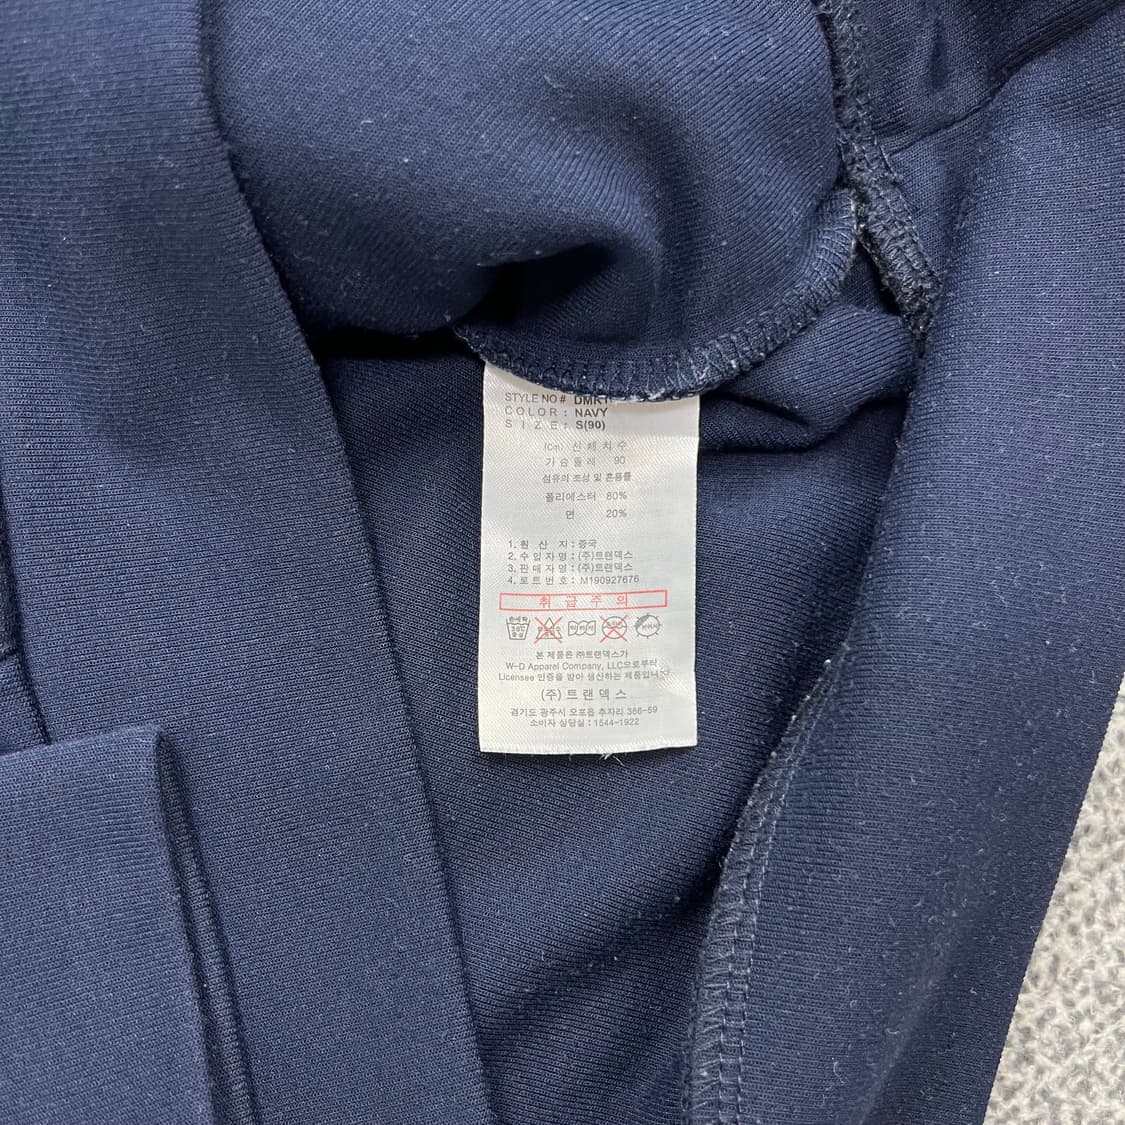 STYLE NO #
COLOR : NAVY
SIZE : S(90)
(Cm) 신체치수
가슴둘레 90
섬유의 조성 및 혼용률
폴리에스터 80%
면 20%
1. 원 산 지 : 중국
2. 수 입 자 명 : (주)트랜덱스
3. 판 매 자 명 : (주)트랜덱스
4. 로 트 번 호 : M190927676
취 급 주 의
손세탁
30℃
중성
본 제품은 ㈜트랜덱스가
W-D Apparel Company, LLC으로부터
Licensee 인증을 받아 생산하는 제품입니다
(주)트랜덱스
경기도 광주시 오포읍 추자리 366-59
소비자 상담실 : 1544-1922